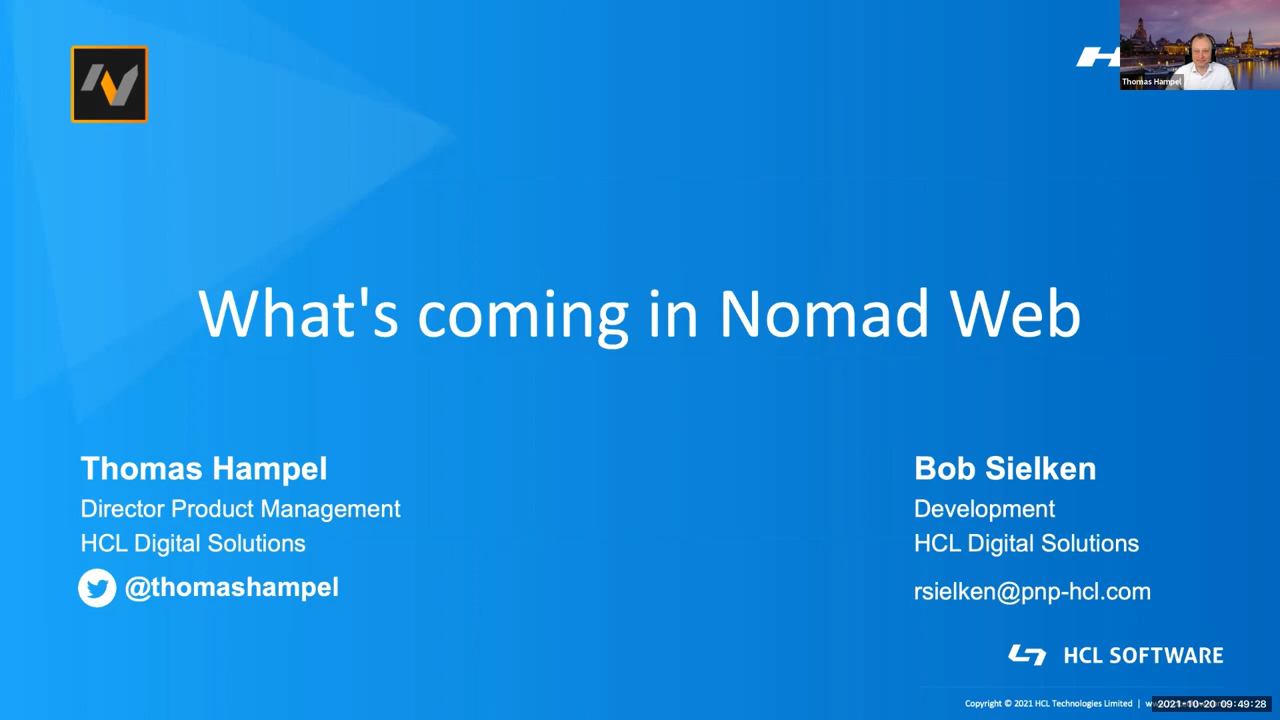 Thomas Hampel
What's coming in Nomad Web
Thomas Hampel
Director Product Management
HCL Digital Solutions
@thomashampel
Bob Sielken
Development
HCL Digital Solutions
rsielken@pnp-hcl.com
HCL SOFTWARE
Copyright © 2021 HCL Technologies Limited |
2021-10-20 09:49:28